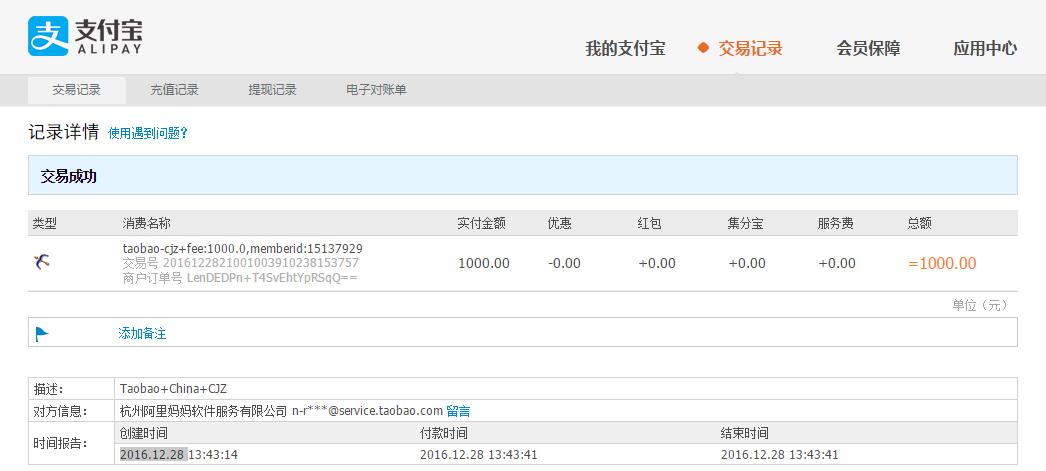 支付宝
ALIPAY
我的支付宝 交易记录 会员保障 应用中心
交易记录 充值记录 提现记录 电子对账单
记录详情 使用遇到问题?
交易成功
类型 消费名称 实付金额 优惠 红包 集分宝 服务费 总额
taobao-cjz+fee:1000.0,memberid:15137929
交易号 2016122821001003910238153757 1000.00 -0.00 +0.00 +0.00 +0.00 =1000.00
商户订单号 LenDEDPn+T4SvEhtYpRSqQ==
单位（元）
添加备注
描述： Taobao+China+CJZ
对方信息： 杭州阿里妈妈软件服务有限公司 n-r***@service.taobao.com 留言
时间报告： 创建时间 付款时间 结束时间
2016.12.28 13:43:14 2016.12.28 13:43:41 2016.12.28 13:43:41